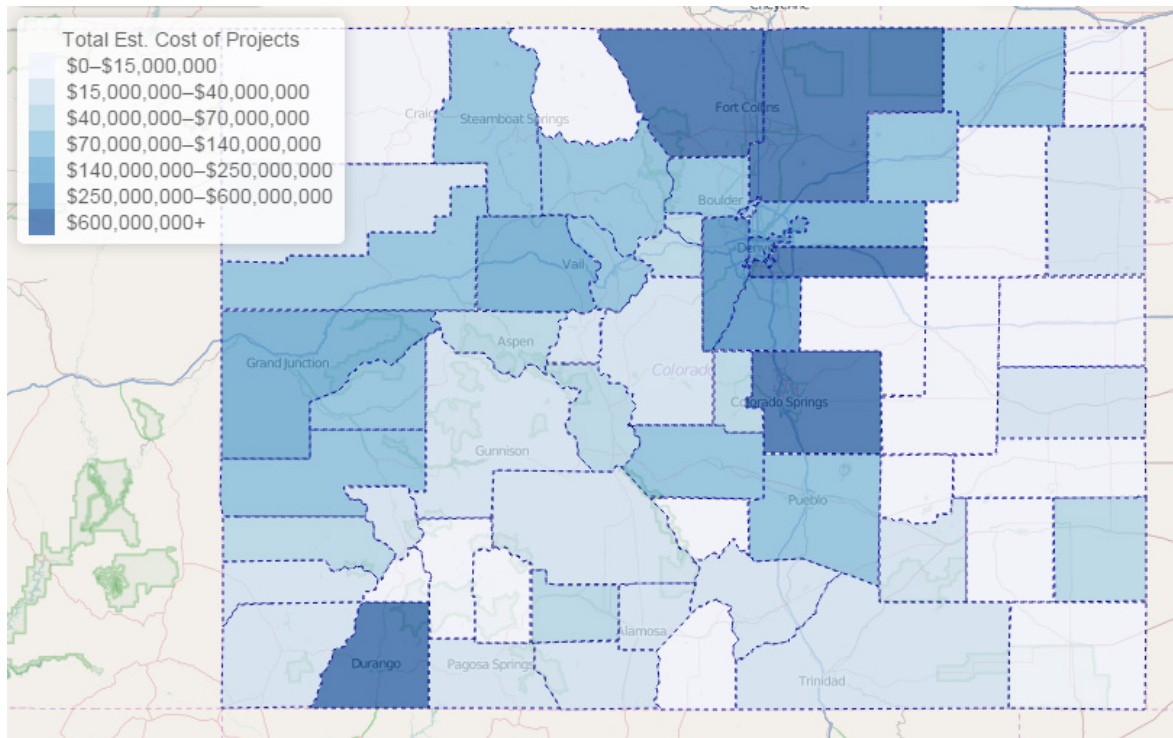 Cheyenne
Total Est. Cost of Projects
$0–$15,000,000
$15,000,000–$40,000,000
$40,000,000–$70,000,000
$70,000,000–$140,000,000
$140,000,000–$250,000,000
$250,000,000–$600,000,000
$600,000,000+
Craig
Steamboat Springs
Fort Collins
Boulder
Vail
Aspen
Grand Junction
Colorado
Colorado Springs
Gunnison
Pueblo
Alamosa
Durango
Pagosa Springs
Trinidad